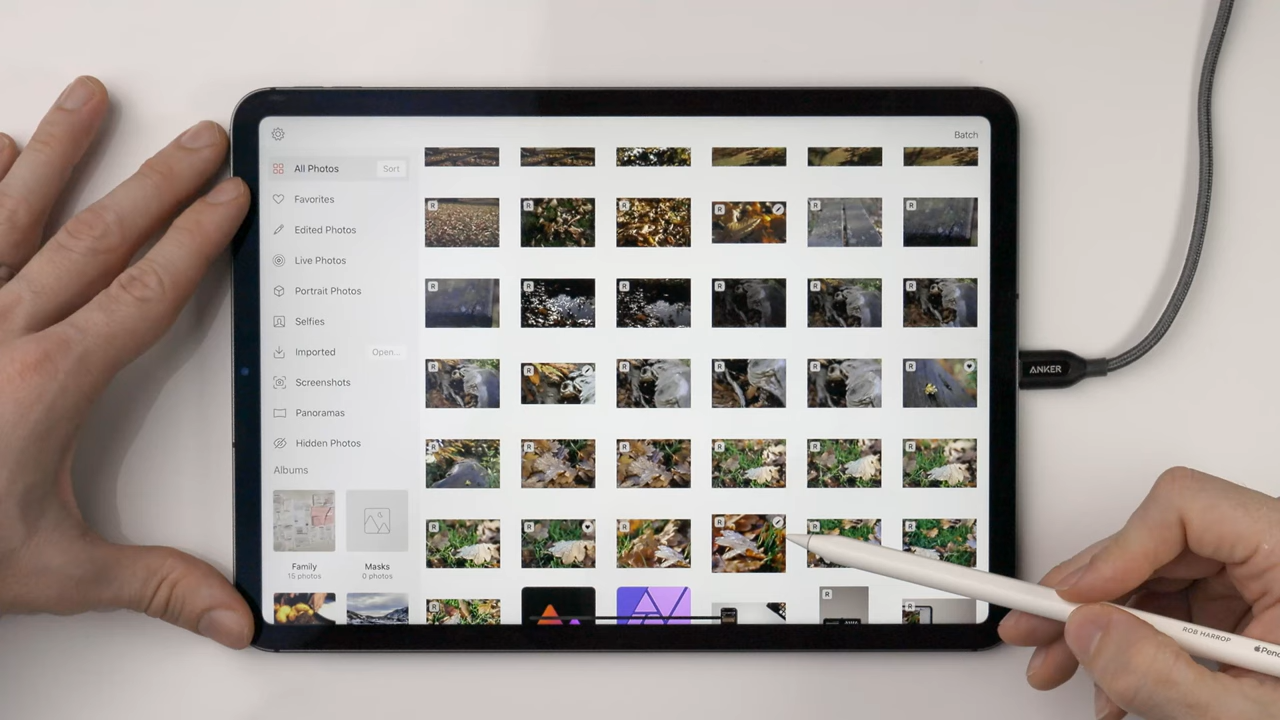 Batch
All Photos
Sort
Favorites
Edited Photos
Live Photos
Portrait Photos
Selfies
Imported
Open...
Screenshots
Panoramas
Hidden Photos
Albums
Family
15 photos
Masks
0 photos
R R R R R R
R R R R R R
R R R R R R
R R R R R R
R R R R R R
R R R
ANKER
ROB HARROP
Penc